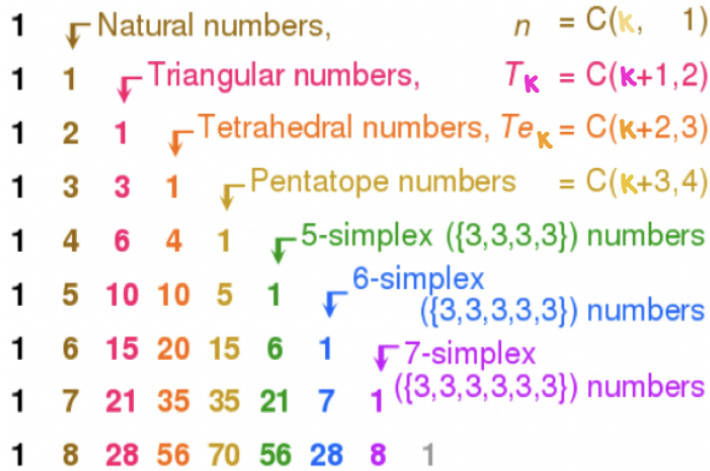 1 Natural numbers, n = C(K, 1)
1 1 Triangular numbers, TK = C(K+1,2)
1 2 1 Tetrahedral numbers, TeK = C(K+2,3)
1 3 3 1 Pentatope numbers = C(K+3,4)
1 4 6 4 1 5-simplex ({3,3,3,3}) numbers
1 5 10 10 5 1 6-simplex
({3,3,3,3,3}) numbers
1 6 15 20 15 6 1 7-simplex
1 7 21 35 35 21 7 1 ({3,3,3,3,3,3}) numbers
1 8 28 56 70 56 28 8 1